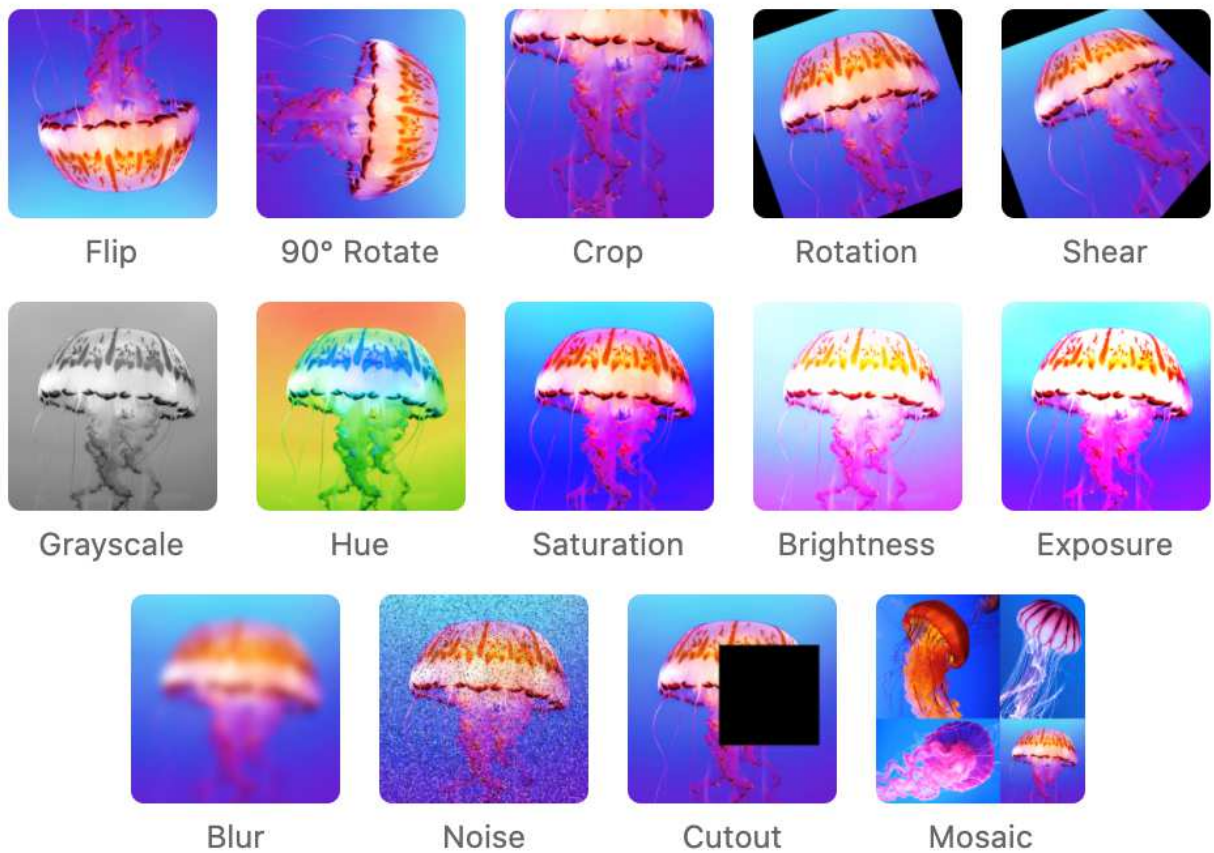 Flip
90° Rotate
Crop
Rotation
Shear
Grayscale
Hue
Saturation
Brightness
Exposure
Blur
Noise
Cutout
Mosaic